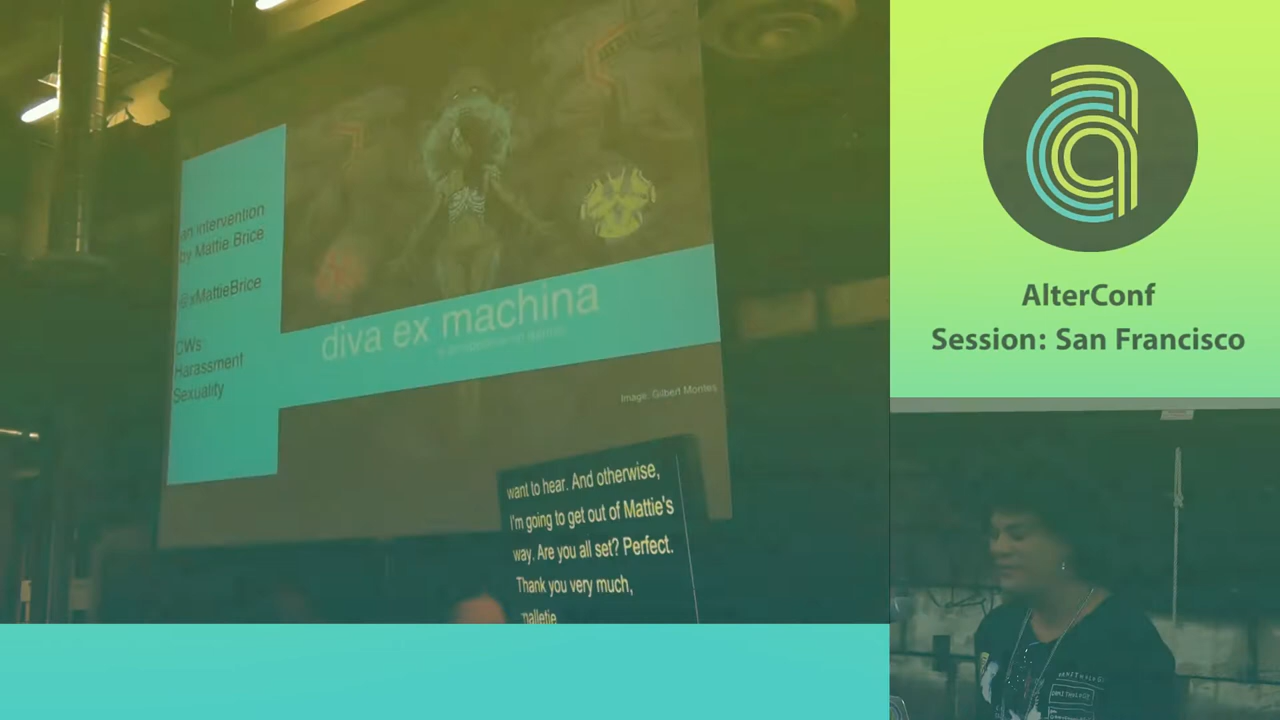 an intervention
by Mattie Brice
@xMattieBrice
CWs:
Harassment
Sexuality
diva ex machina
Image: Gilbert Montes
want to hear. And otherwise,
I'm going to get out of Mattie's
way. Are you all set? Perfect.
Thank you very much,
malletie
AlterConf
Session: San Francisco